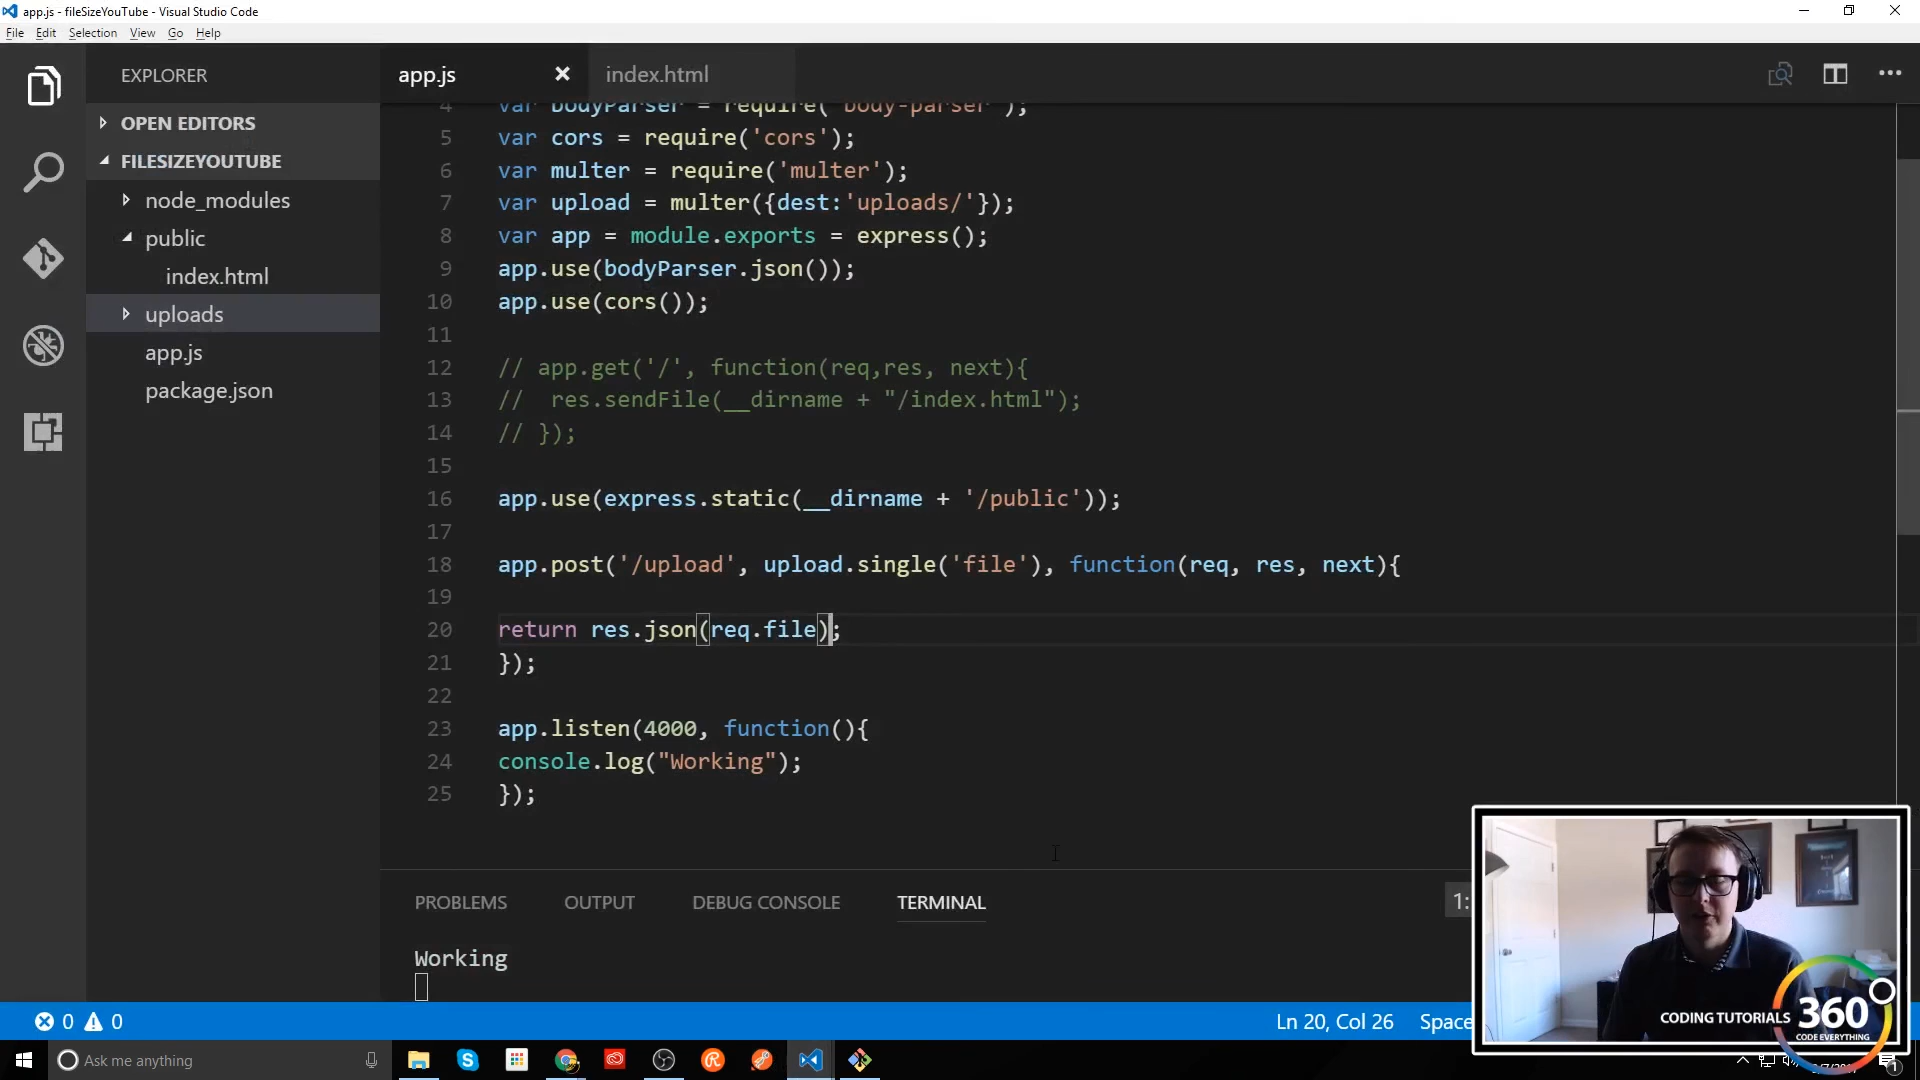 app.js - fileSizeYouTube - Visual Studio Code
File Edit Selection View Go Help
EXPLORER
OPEN EDITORS
FILESIZEYOUTUBE
node_modules
public
index.html
uploads
app.js
package.json
app.js index.html
4 var bodyParser = require('body-parser');
5 var cors = require('cors');
6 var multer = require('multer');
7 var upload = multer({dest:'uploads/'});
8 var app = module.exports = express();
9 app.use(bodyParser.json());
10 app.use(cors());
11
12 // app.get('/', function(req,res, next){
13 //  res.sendFile(__dirname + "/index.html");
14 // });
15
16 app.use(express.static(__dirname + '/public'));
17
18 app.post('/upload', upload.single('file'), function(req, res, next){
19
20 return res.json(req.file);
21 });
22
23 app.listen(4000, function(){
24 console.log("Working");
25 });
PROBLEMS OUTPUT DEBUG CONSOLE TERMINAL 1:
Working
0 0 Ln 20, Col 26 Space
CODING TUTORIALS 360
CODE EVERYTHING
Ask me anything